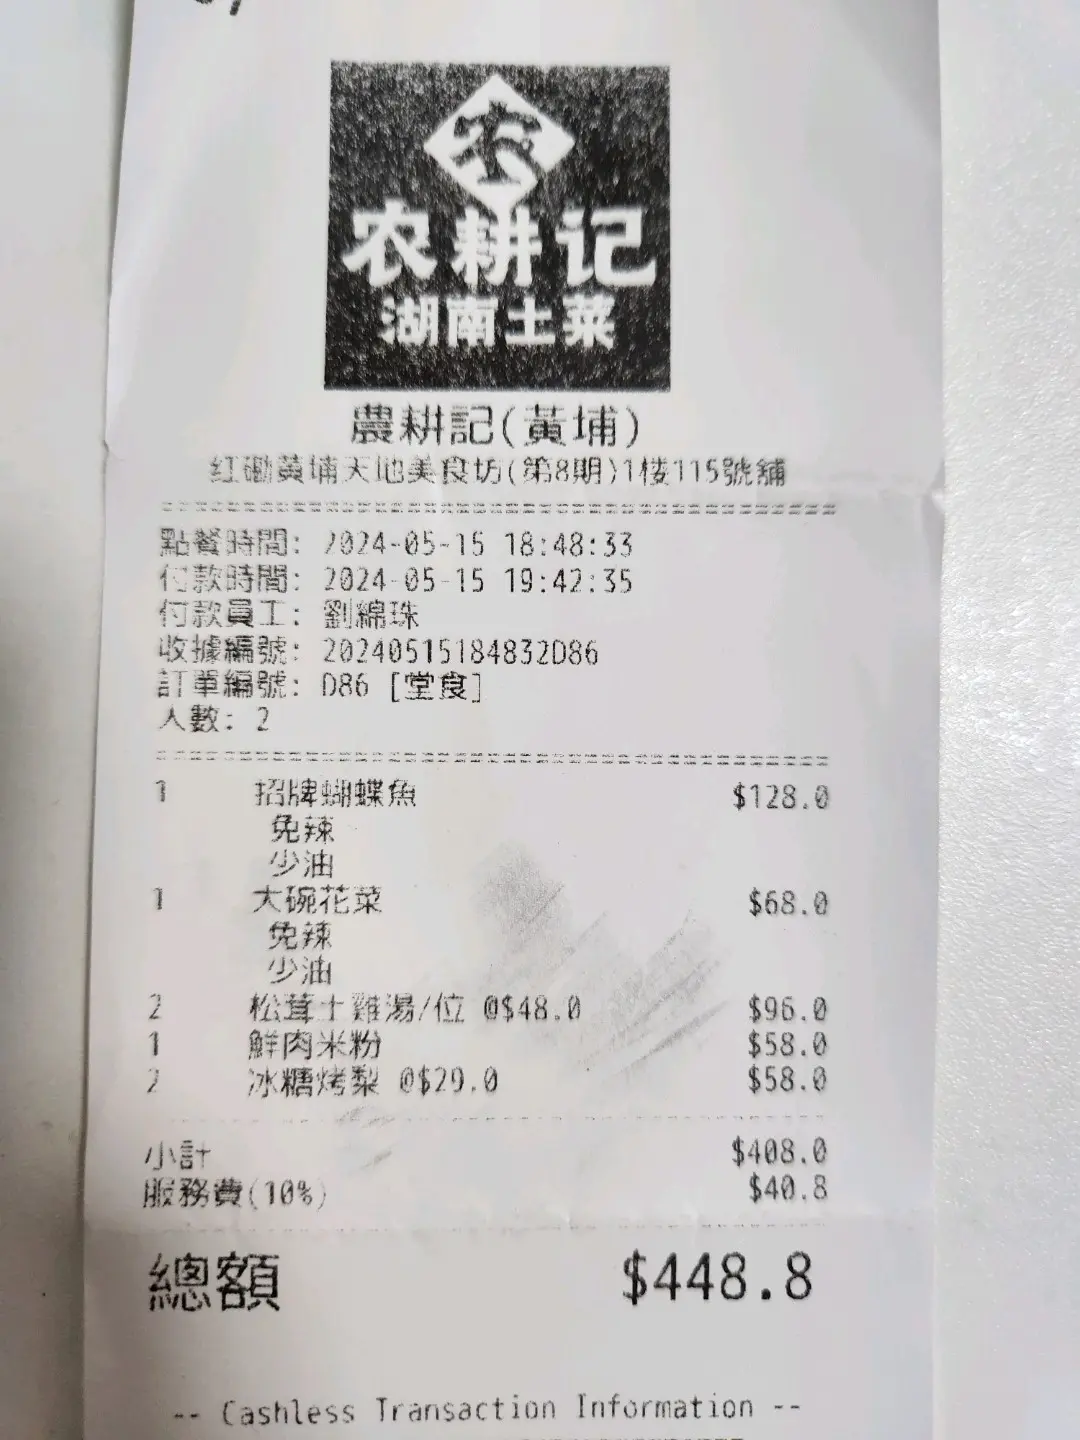 农耕记
湖南土菜
農耕記(黃埔)
红磡黃埔天地美食坊(第8期)1楼115號舖
點餐時間: 2024-05-15 18:48:33
付款時間: 2024-05-15 19:42:35
付款員工: 劉綿珠
收據編號: 20240515184832D86
訂單編號: D86 [堂食]
人數: 2
1 招牌蝴蝶魚 $128.0
免辣
少油
1 大碗花菜 $68.0
免辣
少油
2 松茸土雞湯/位 @$48.0 $96.0
1 鮮肉米粉 $58.0
2 冰糖烤梨 @$29.0 $58.0
小計 $408.0
服務費(10%) $40.8
總額 $448.8
-- Cashless Transaction Information --